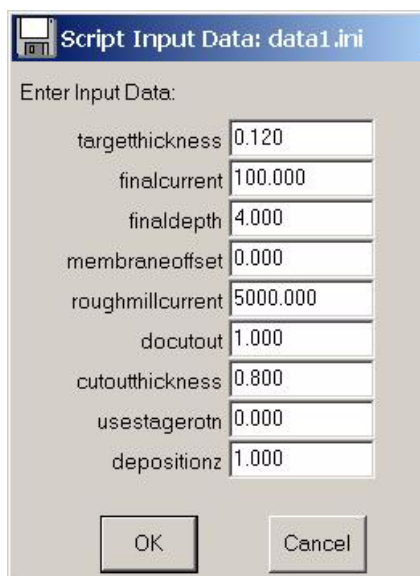 Script Input Data: data1.ini
Enter Input Data:
targetthickness 0.120
finalcurrent 100.000
finaldepth 4.000
membraneoffset 0.000
roughmillcurrent 5000.000
docutout 1.000
cutoutthickness 0.800
usestagerotn 0.000
depositionz 1.000
OK Cancel